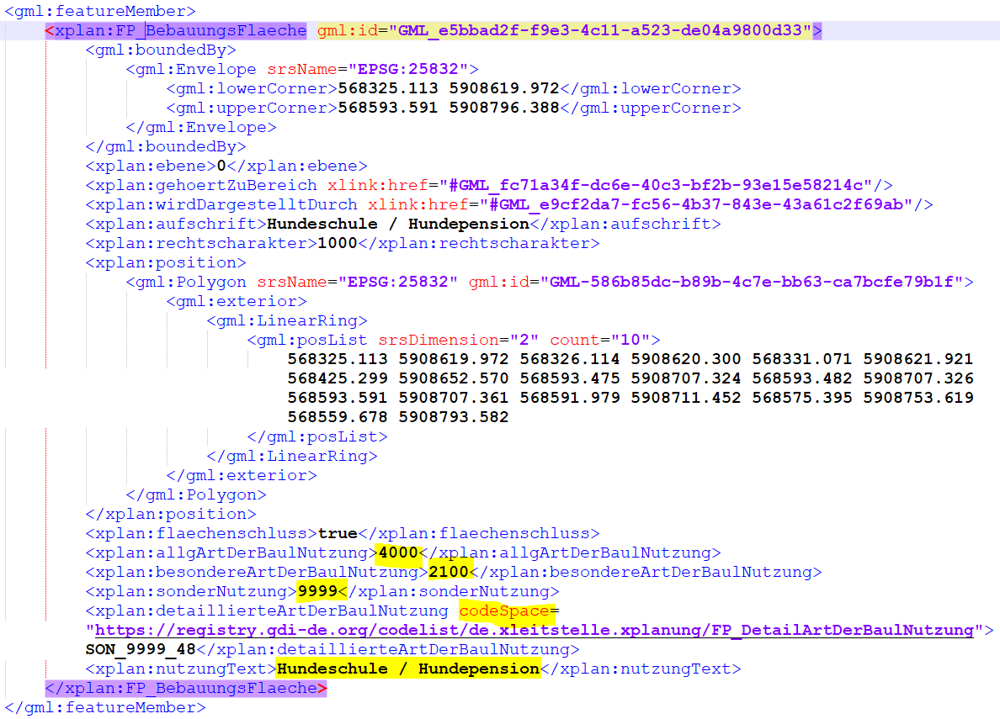 <gml:featureMember>
<xplan:FP_BebauungsFlaeche gml:id="GML_e5bbad2f-f9e3-4c11-a523-de04a9800d33">
<gml:boundedBy>
<gml:Envelope srsName="EPSG:25832">
<gml:lowerCorner>568325.113 5908619.972</gml:lowerCorner>
<gml:upperCorner>568593.591 5908796.388</gml:upperCorner>
</gml:Envelope>
</gml:boundedBy>
<xplan:ebene>0</xplan:ebene>
<xplan:gehoertZuBereich xlink:href="#GML_fc71a34f-dc6e-40c3-bf2b-93e15e58214c"/>
<xplan:wirdDargestelltDurch xlink:href="#GML_e9cf2da7-fc56-4b37-843e-43a61c2f69ab"/>
<xplan:aufschrift>Hundeschule / Hundepension</xplan:aufschrift>
<xplan:rechtscharakter>1000</xplan:rechtscharakter>
<xplan:position>
<gml:Polygon srsName="EPSG:25832" gml:id="GML-586b85dc-b89b-4c7e-bb63-ca7bcfe79b1f">
<gml:exterior>
<gml:LinearRing>
<gml:posList srsDimension="2" count="10">
568325.113 5908619.972 568326.114 5908620.300 568331.071 5908621.921
568425.299 5908652.570 568593.475 5908707.324 568593.482 5908707.326
568593.591 5908707.361 568591.979 5908711.452 568575.395 5908753.619
568559.678 5908793.582
</gml:posList>
</gml:LinearRing>
</gml:exterior>
</gml:Polygon>
</xplan:position>
<xplan:flaechenschluss>true</xplan:flaechenschluss>
<xplan:allgArtDerBaulNutzung>4000</xplan:allgArtDerBaulNutzung>
<xplan:besondereArtDerBaulNutzung>2100</xplan:besondereArtDerBaulNutzung>
<xplan:sonderNutzung>9999</xplan:sonderNutzung>
<xplan:detaillierteArtDerBaulNutzung codeSpace=
"https://registry.gdi-de.org/codelist/de.xleitstelle.xplanung/FP_DetailArtDerBaulNutzung">
SON_9999_48</xplan:detaillierteArtDerBaulNutzung>
<xplan:nutzungText>Hundeschule / Hundepension</xplan:nutzungText>
</xplan:FP_BebauungsFlaeche>
</gml:featureMember>